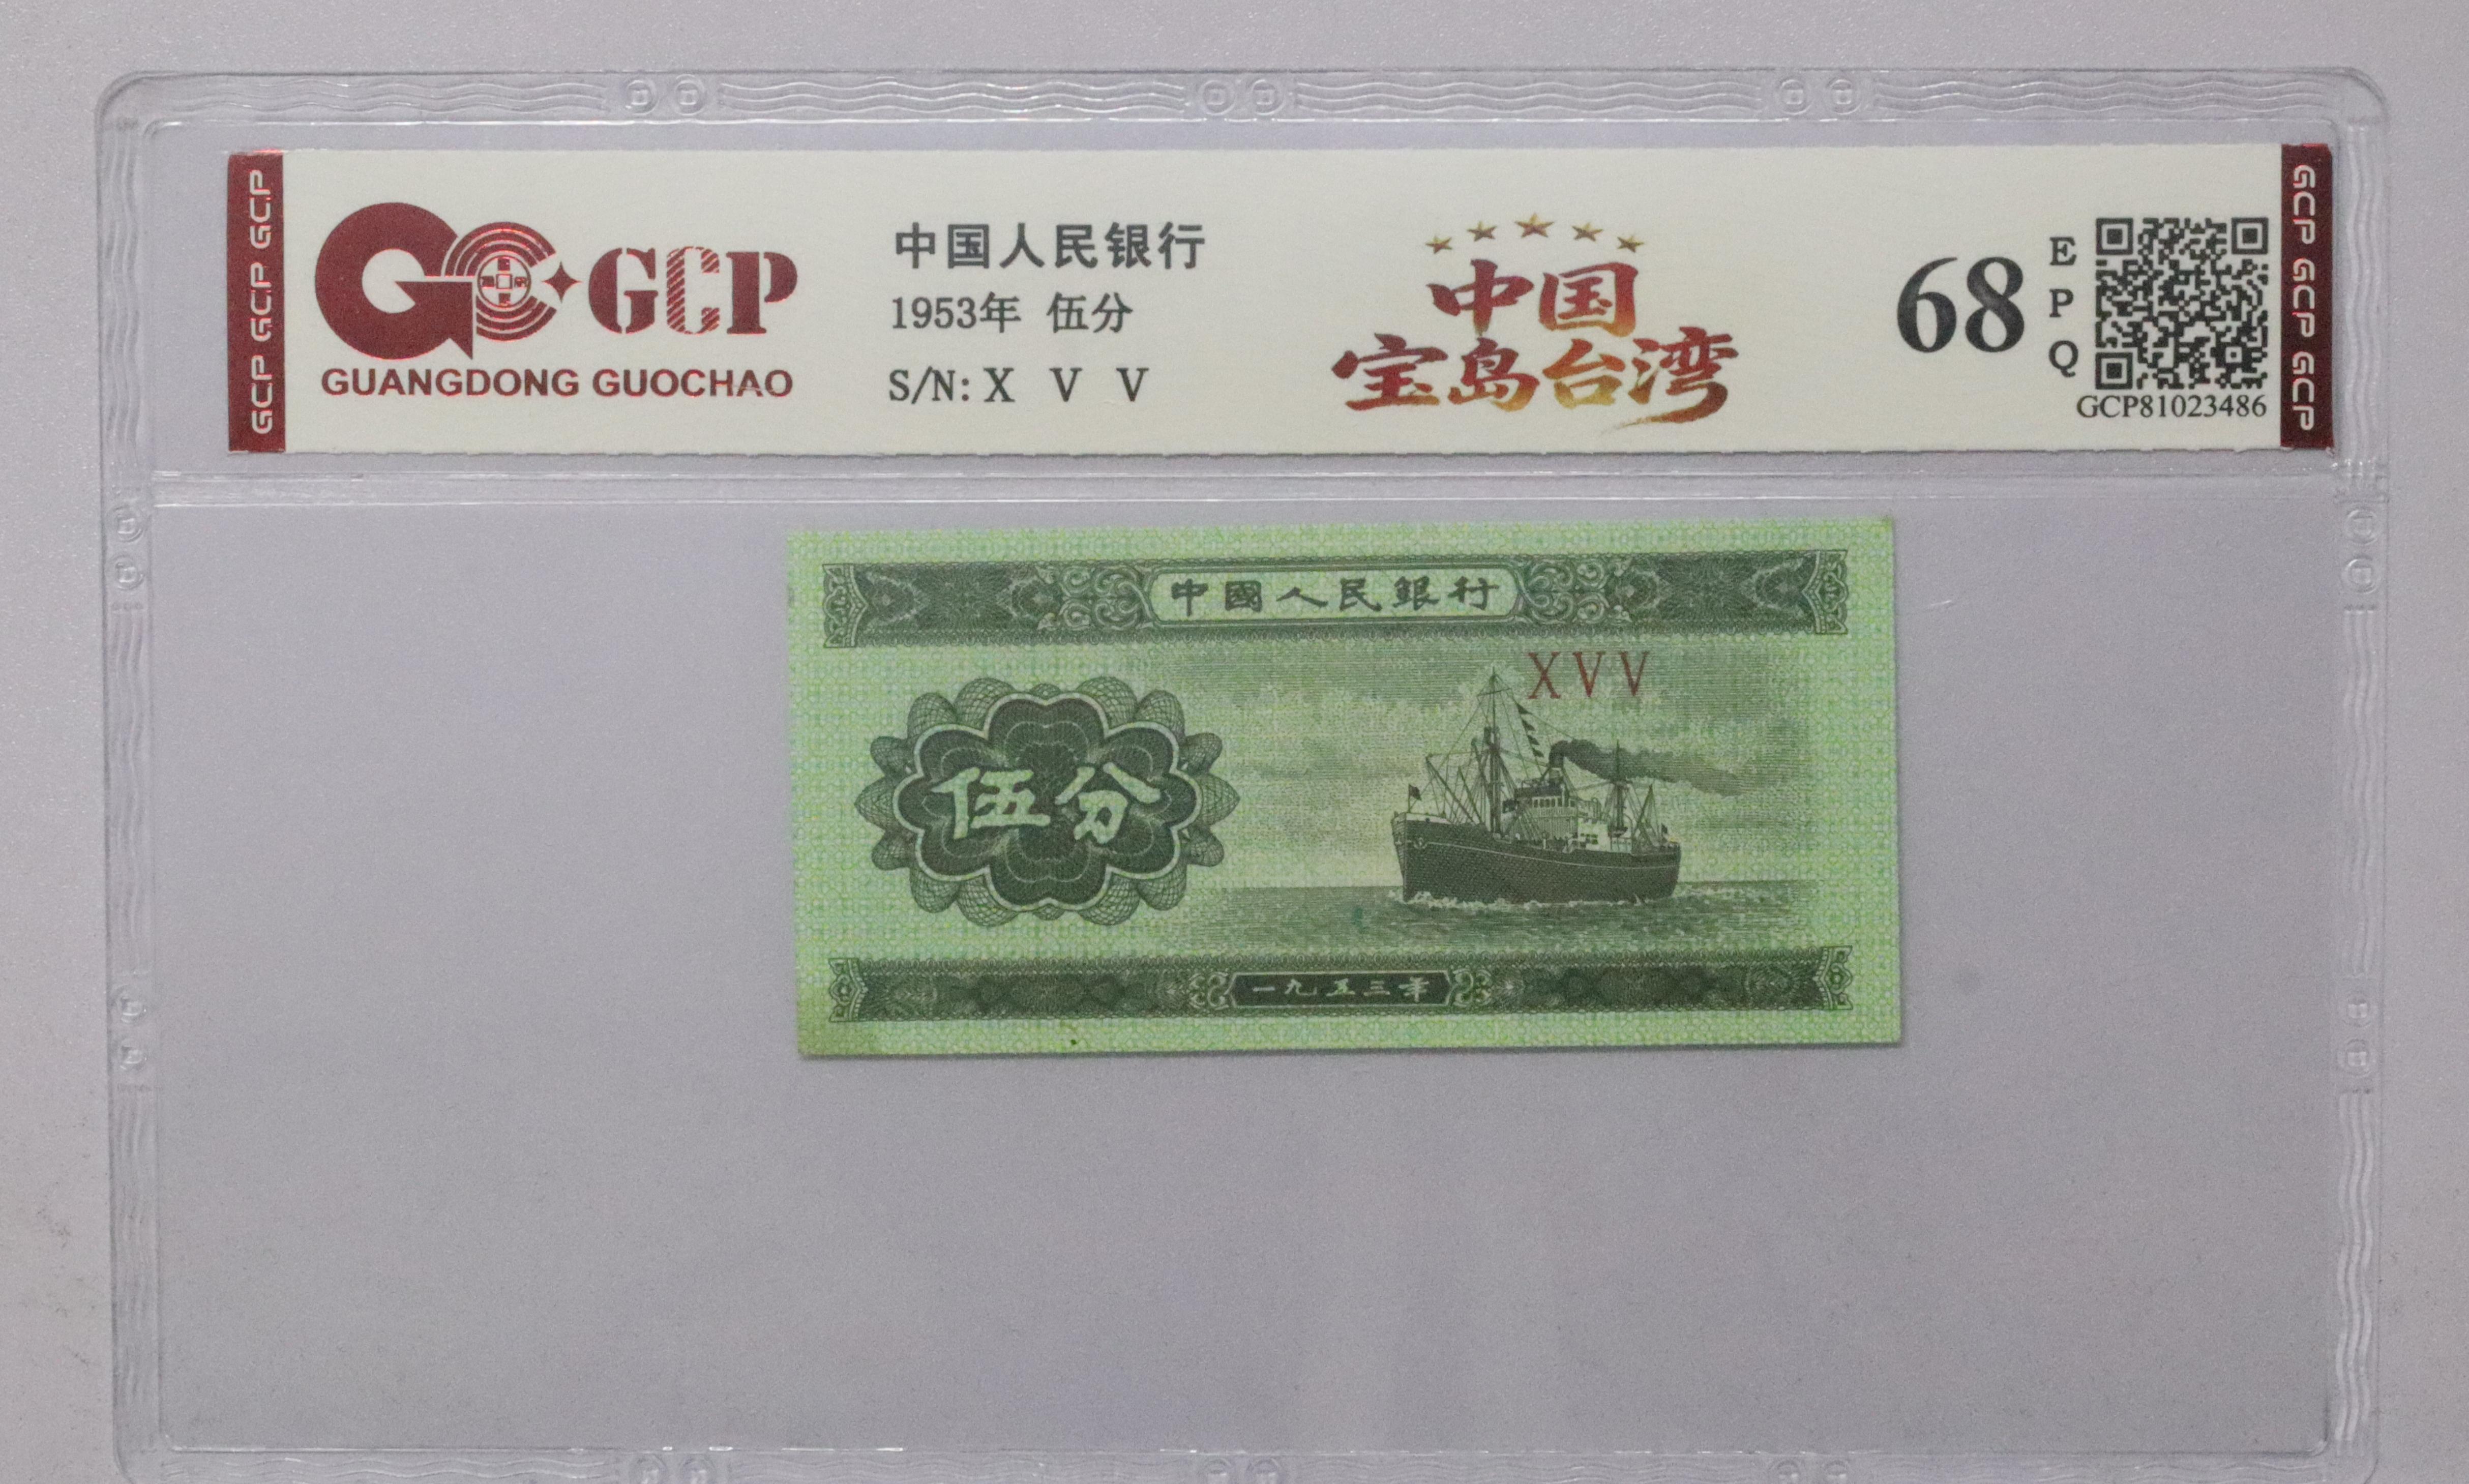 GCP GCP GCP
GCP
GUANGDONG GUOCHAO
中国人民银行
1953年 伍分
S/N: X V V
中国
宝岛台湾
68
E
P
Q
GCP81023486
GCP GCP GCP
中國人民銀行
XVV
伍分
一九五三年